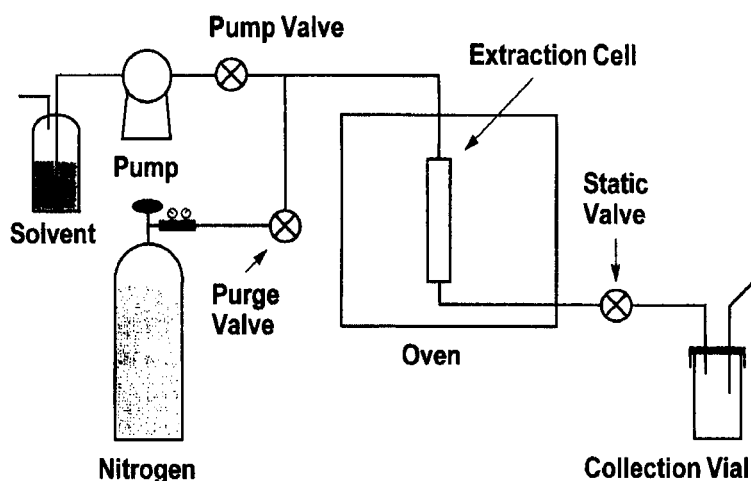 Pump Valve
Extraction Cell
Pump
Static
Valve
Solvent
Purge
Valve
Oven
Nitrogen
Collection Vial